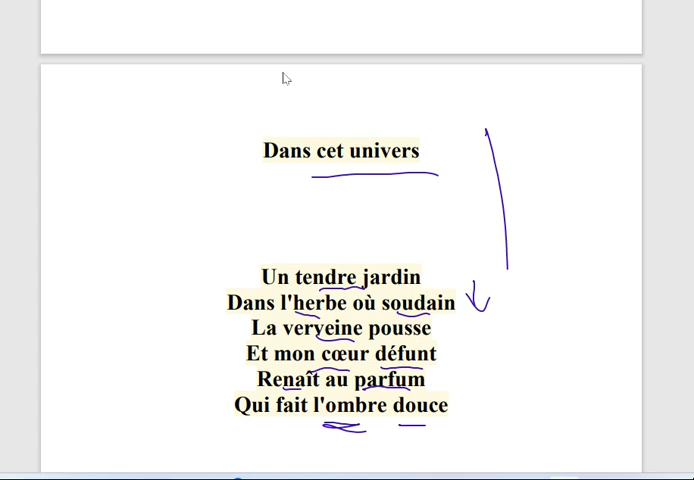 Dans cet univers
Un tendre jardin
Dans l'herbe où soudain
La verveine pousse
Et mon cœur défunt
Renaît au parfum
Qui fait l'ombre douce